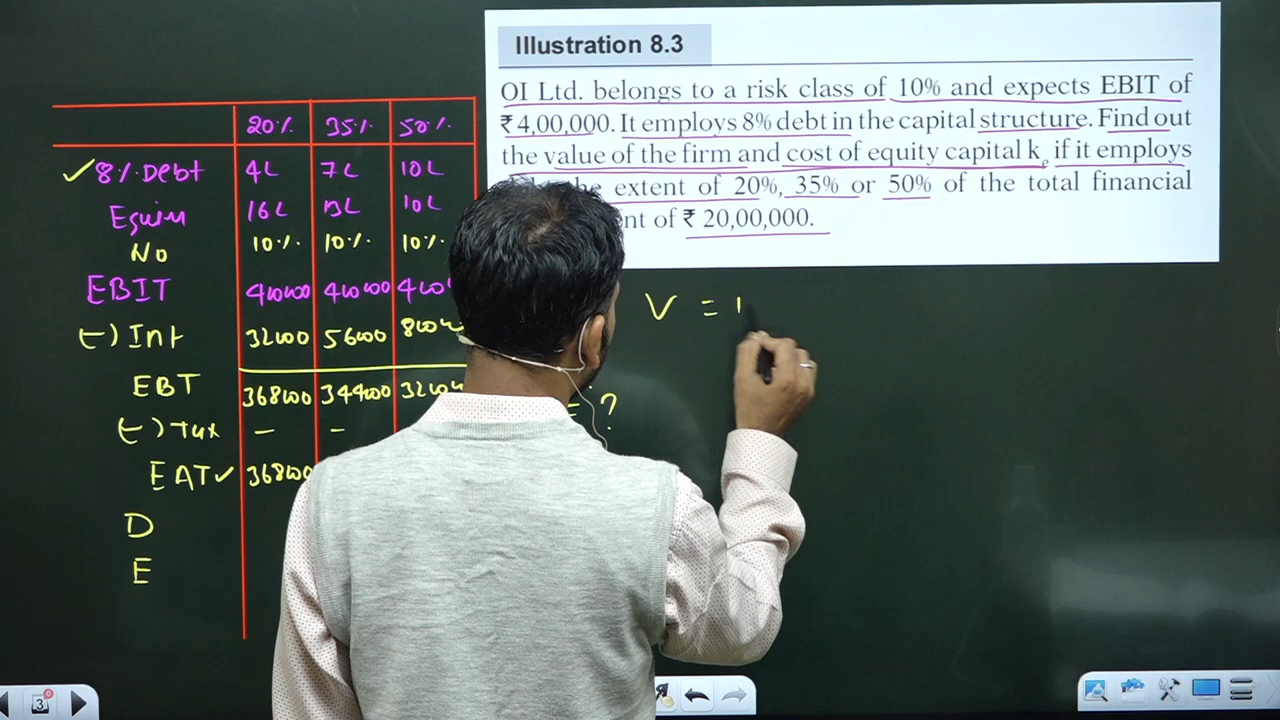 Illustration 8.3
OI Ltd. belongs to a risk class of 10% and expects EBIT of
₹ 4,00,000. It employs 8% debt in the capital structure. Find out
the value of the firm and cost of equity capital ke if it employs
extent of 20%, 35% or 50% of the total financial
of ₹ 20,00,000.
20% 35% 50%
8% Debt 4L 7L 10L
16L 13L 10L
No 10% 10% 10%
EBIT 400000 400000
(-) Int 32000 56000
EBT 368000 344000
(-) Tax - -
EAT
D
E
V =
= ?
3